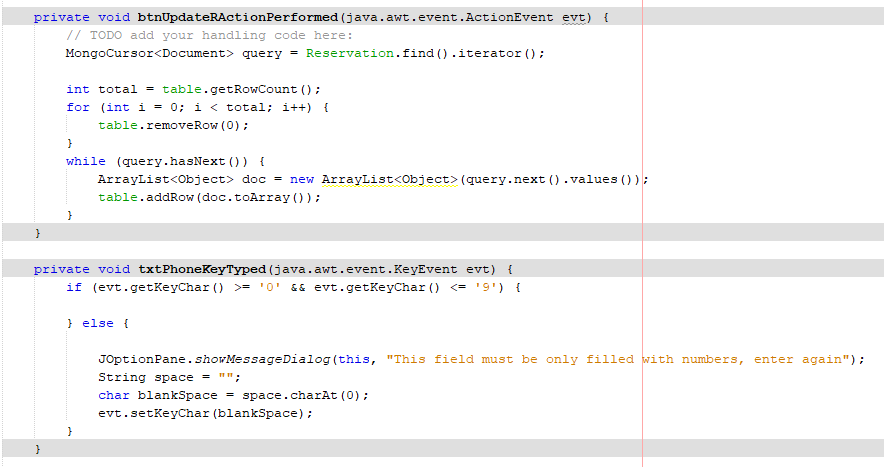 private void btnUpdateRActionPerformed(java.awt.event.ActionEvent evt) {
// TODO add your handling code here:
MongoCursor<Document> query = Reservation.find().iterator();
int total = table.getRowCount();
for (int i = 0; i < total; i++) {
table.removeRow(0);
}
while (query.hasNext()) {
ArrayList<Object> doc = new ArrayList<Object>(query.next().values());
table.addRow(doc.toArray());
}
}
private void txtPhoneKeyTyped(java.awt.event.KeyEvent evt) {
if (evt.getKeyChar() >= '0' && evt.getKeyChar() <= '9') {
} else {
JOptionPane.showMessageDialog(this, "This field must be only filled with numbers, enter again");
String space = "";
char blankSpace = space.charAt(0);
evt.setKeyChar(blankSpace);
}
}